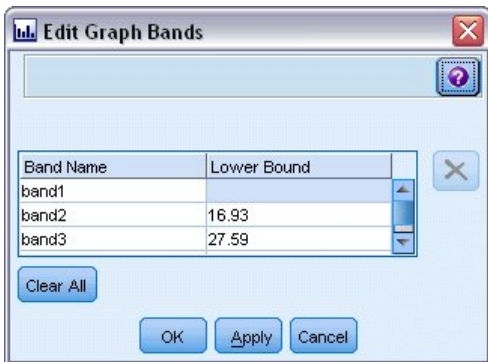 Edit Graph Bands
?
Band Name Lower Bound
band1
band2 16.93
band3 27.59
Clear All
OK Apply Cancel